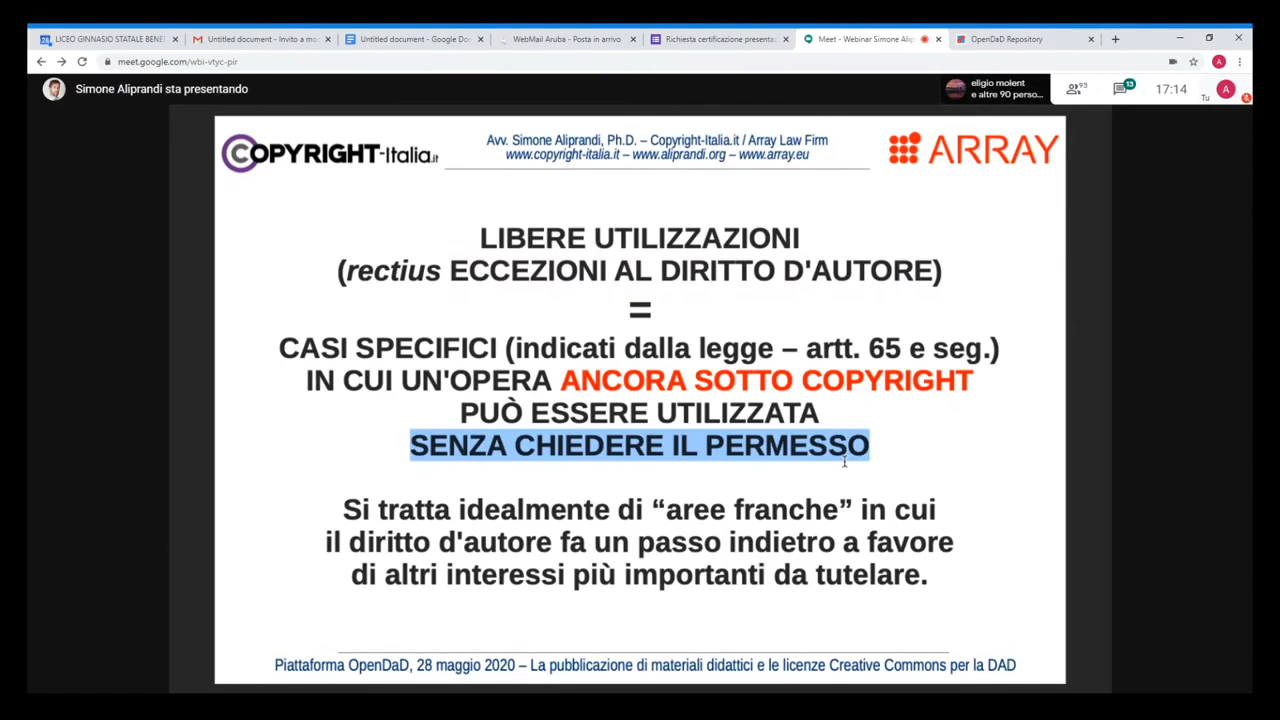 LICEO GINNASIO STATALE BENE
Untitled document - Invito a mo
Untitled document - Google Doc
WebMail Aruba - Posta in arrivo
Richiesta certificazione presenta
Meet - Webinar Simone Alip
OpenDaD Repository
meet.google.com/wbi-vtyc-pir
A
Simone Aliprandi sta presentando
eligio molent
e altre 90 perso...
93
13
17:14
Tu
A
COPYRIGHT-Italia.it
Avv. Simone Aliprandi, Ph.D. – Copyright-Italia.it / Array Law Firm
www.copyright-italia.it – www.aliprandi.org – www.array.eu
ARRAY
LIBERE UTILIZZAZIONI
(rectius ECCEZIONI AL DIRITTO D'AUTORE)
=
CASI SPECIFICI (indicati dalla legge – artt. 65 e seg.)
IN CUI UN'OPERA ANCORA SOTTO COPYRIGHT
PUÒ ESSERE UTILIZZATA
SENZA CHIEDERE IL PERMESSO
Si tratta idealmente di “aree franche” in cui
il diritto d'autore fa un passo indietro a favore
di altri interessi più importanti da tutelare.
Piattaforma OpenDaD, 28 maggio 2020 – La pubblicazione di materiali didattici e le licenze Creative Commons per la DAD